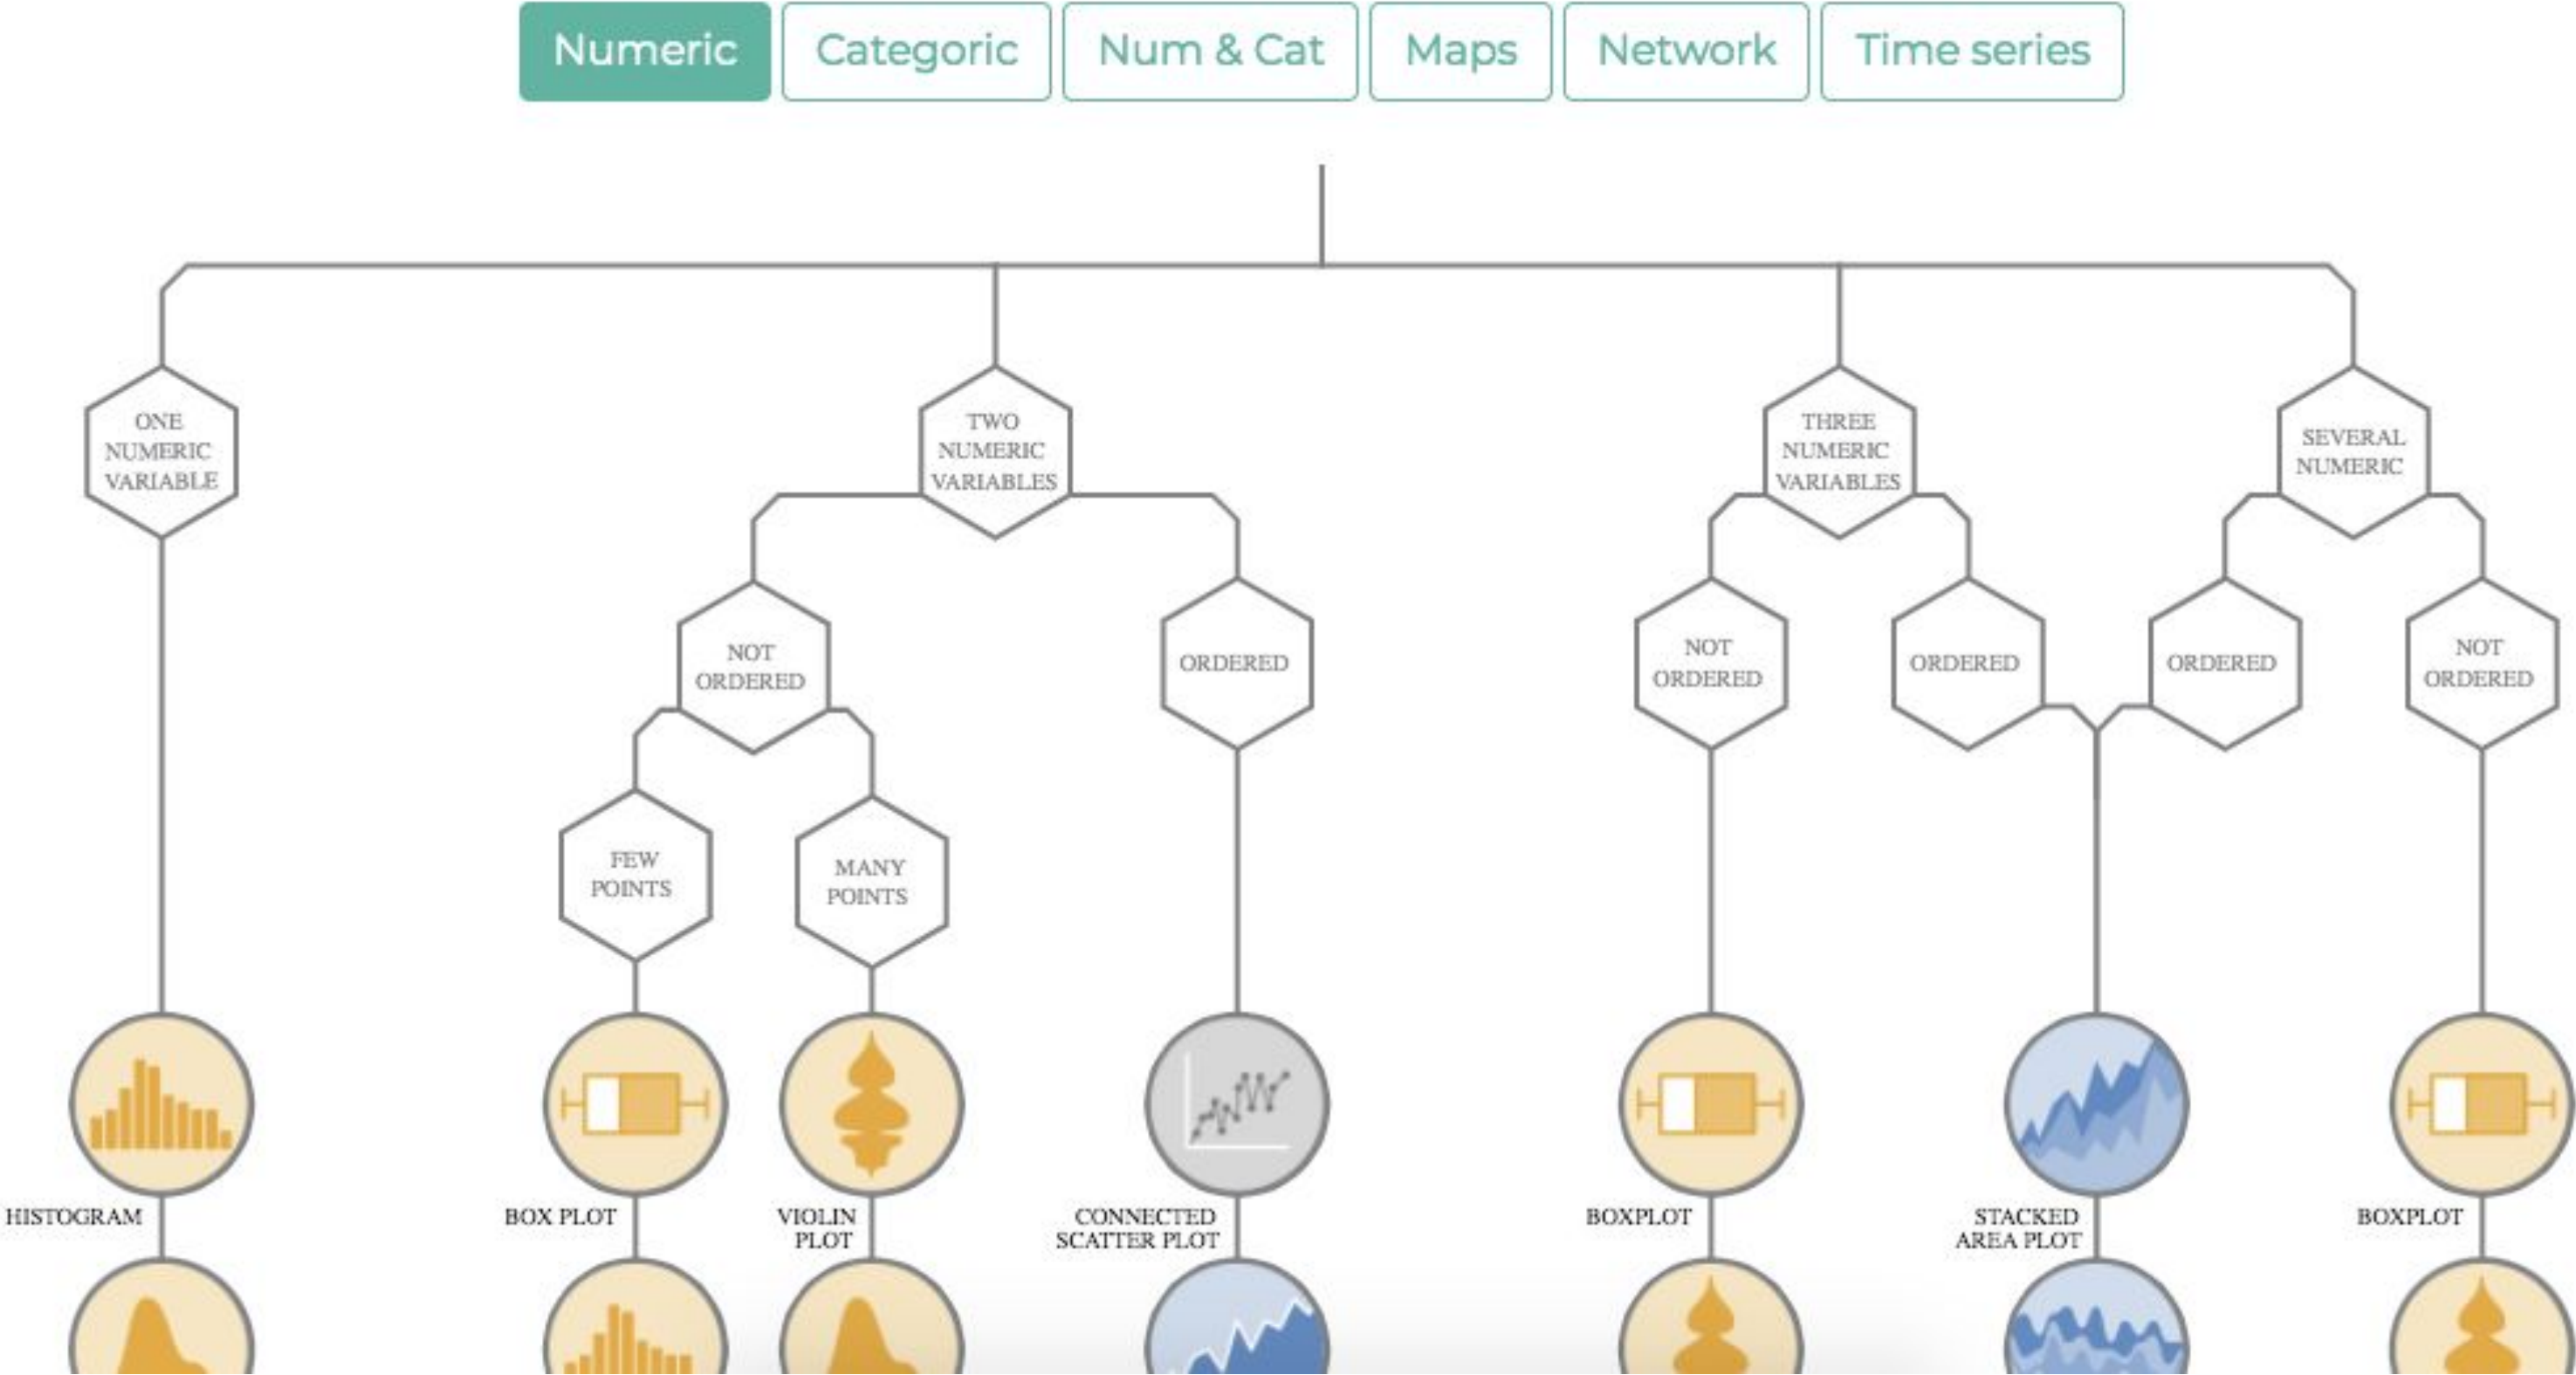 Numeric
Categoric
Num & Cat
Maps
Network
Time series
ONE
NUMERIC
VARIABLE
TWO
NUMERIC
VARIABLES
THREE
NUMERIC
VARIABLES
SEVERAL
NUMERIC
NOT
ORDERED
ORDERED
NOT
ORDERED
ORDERED
ORDERED
NOT
ORDERED
FEW
POINTS
MANY
POINTS
HISTOGRAM
BOX PLOT
VIOLIN
PLOT
CONNECTED
SCATTER PLOT
BOXPLOT
STACKED
AREA PLOT
BOXPLOT